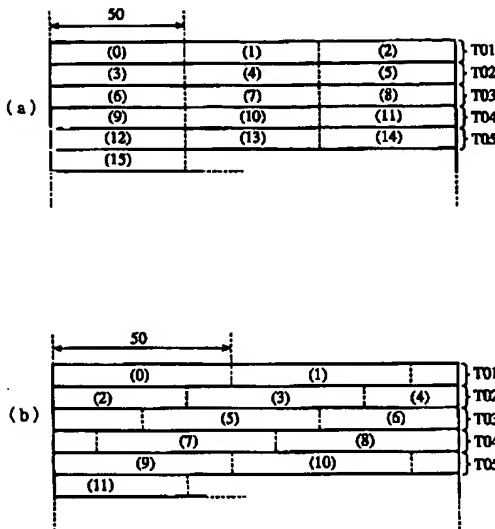 50
(0) (1) (2) T01
(3) (4) (5) T02
(6) (7) (8) T03
(a) (9) (10) (11) T04
(12) (13) (14) T05
(15)
50
(0) (1) T01
(2) (3) (4) T02
(b) (5) (6) T03
(7) (8) T04
(9) (10) T05
(11)